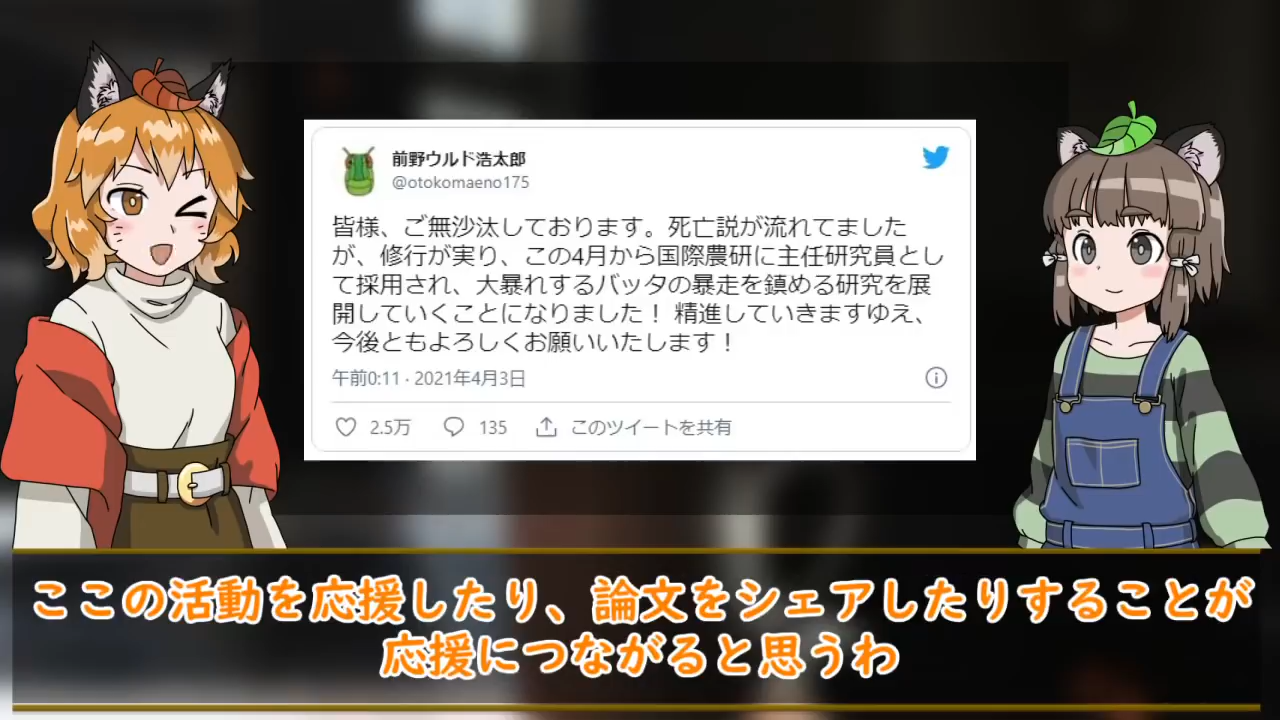 前野ウルド浩太郎
@otokomaeno175
皆様、ご無沙汰しております。死亡説が流れてました
が、修行が実り、この4月から国際農研に主任研究員とし
て採用され、大暴れするバッタの暴走を鎮める研究を展
開していくことになりました！ 精進していきますゆえ、
今後ともよろしくお願いいたします！
午前0:11 · 2021年4月3日
2.5万 135 このツイートを共有
ここの活動を応援したり、論文をシェアしたりすることが
応援につながると思うわ